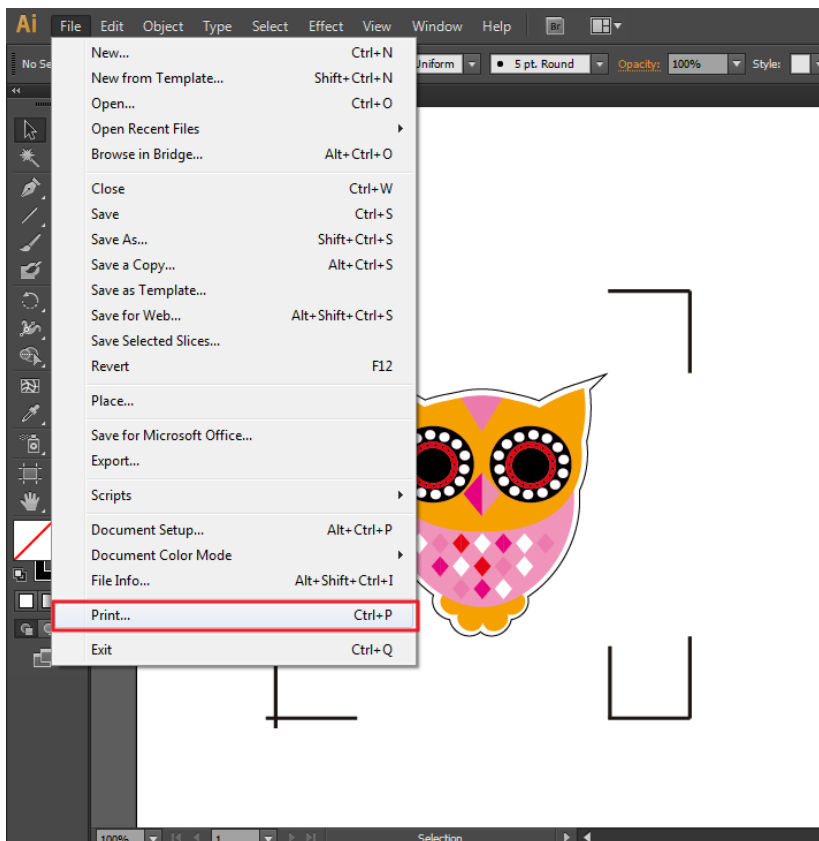 Ai File Edit Object Type Select Effect View Window Help Br
No Se Uniform 5 pt. Round Opacity: 100% Style:
New... Ctrl+N
New from Template... Shift+Ctrl+N
Open... Ctrl+O
Open Recent Files
Browse in Bridge... Alt+Ctrl+O
Close Ctrl+W
Save Ctrl+S
Save As... Shift+Ctrl+S
Save a Copy... Alt+Ctrl+S
Save as Template...
Save for Web... Alt+Shift+Ctrl+S
Save Selected Slices...
Revert F12
Place...
Save for Microsoft Office...
Export...
Scripts
Document Setup... Alt+Ctrl+P
Document Color Mode
File Info... Alt+Shift+Ctrl+I
Print... Ctrl+P
Exit Ctrl+Q
100% 1 Selection